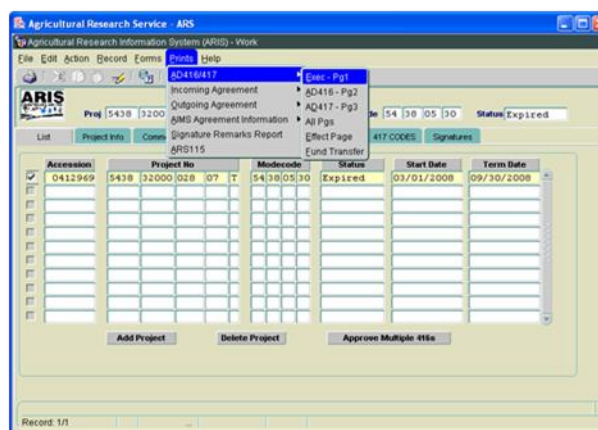 Agricultural Research Service - ARS
Agricultural Research Information System (ARIS) - Work
File Edit Action Record Forms Prints Help
AD416/417
Incoming Agreement
Outgoing Agreement
AIMS Agreement Information
Signature Remarks Report
ARS115
Exec - Pg1
AD416 - Pg2
AD417 - Pg3
All Pgs
Effect Page
Fund Transfer
ARIS
Proj 5438 3200 54 38 05 30 Status Expired
List Project Info 417 CODES Signatures
Accession Project No Modecode Status Start Date Term Date
0412969 5438 32000 028 07 T 54 38 05 30 Expired 03/01/2008 09/30/2008
Add Project Delete Project Approve Multiple 416s
Record: 1/1